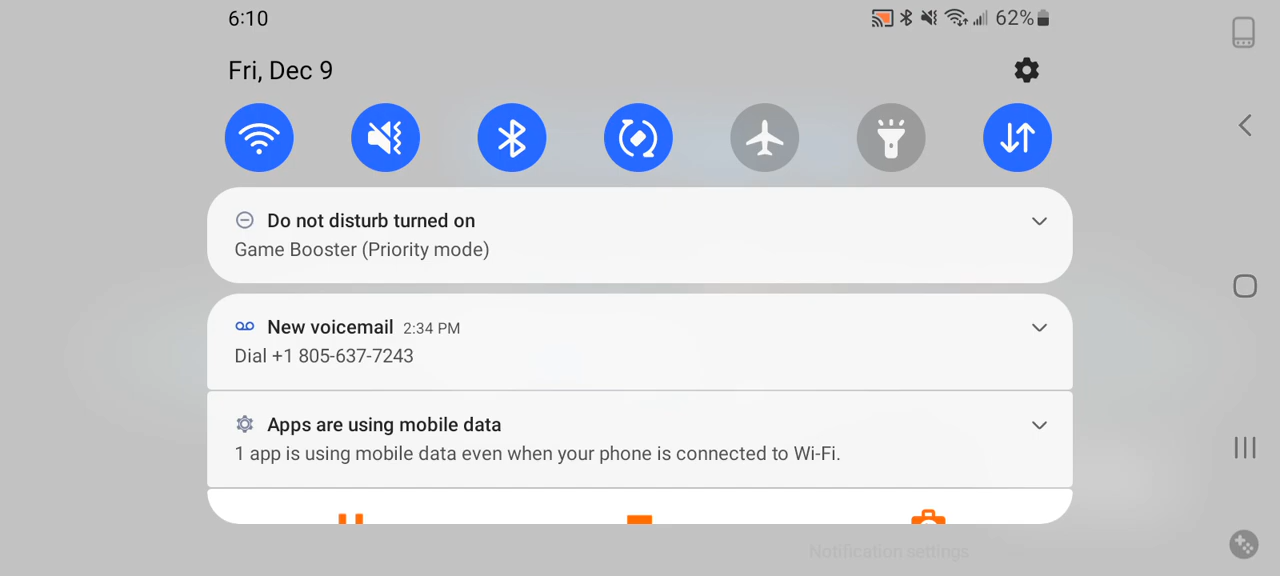 6:10
62%
Fri, Dec 9
Do not disturb turned on
Game Booster (Priority mode)
New voicemail 2:34 PM
Dial +1 805-637-7243
Apps are using mobile data
1 app is using mobile data even when your phone is connected to Wi-Fi.
Notification settings